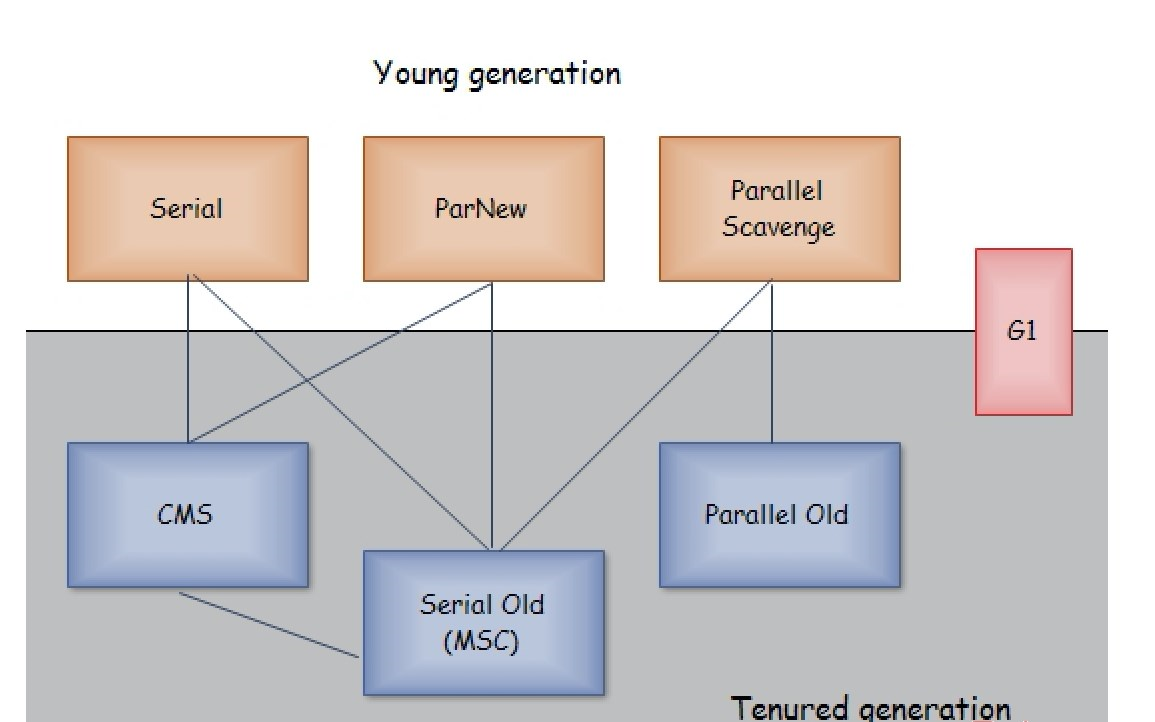 Young generation
Serial
ParNew
Parallel
Scavenge
G1
CMS
Parallel Old
Serial Old
(MSC)
Tenured generation